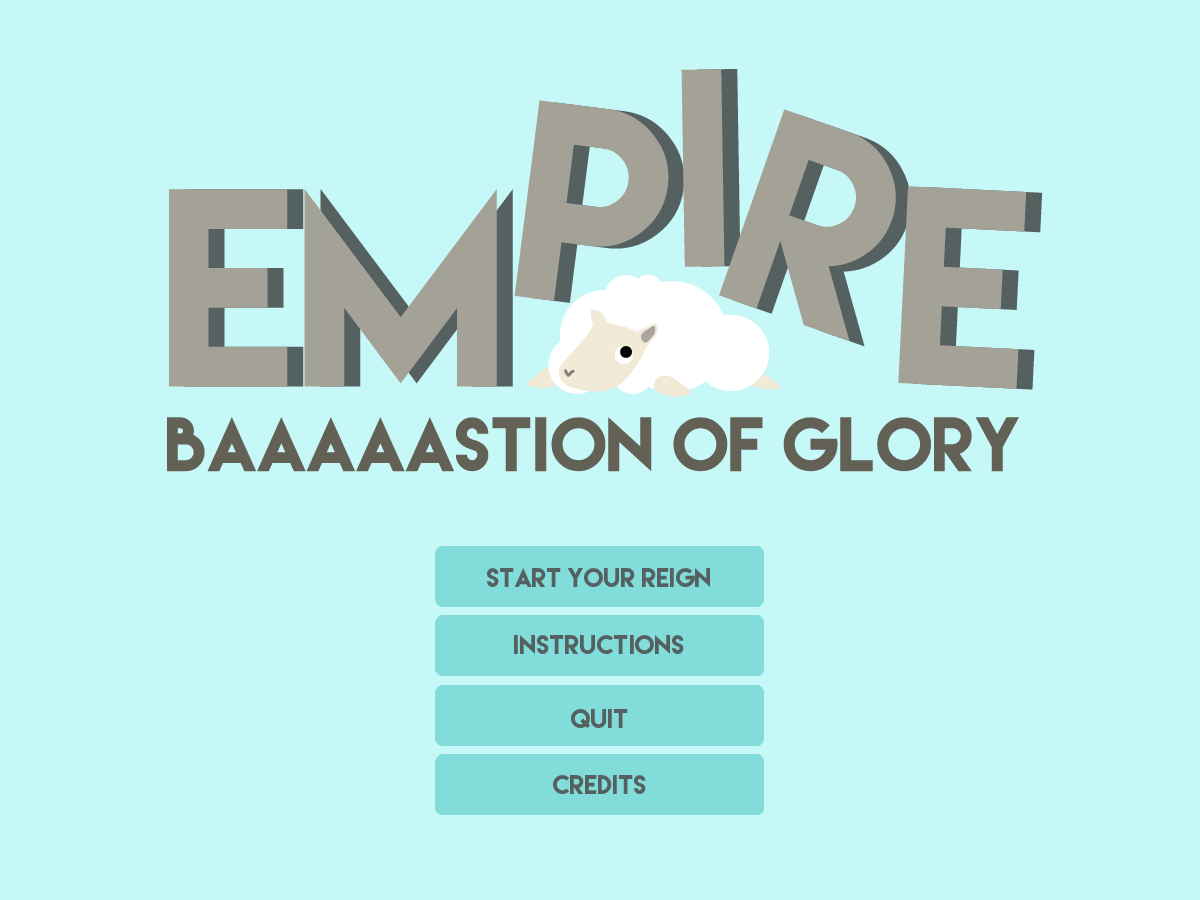 EMPIRE
BAAAAASTION OF GLORY
START YOUR REIGN
INSTRUCTIONS
QUIT
CREDITS